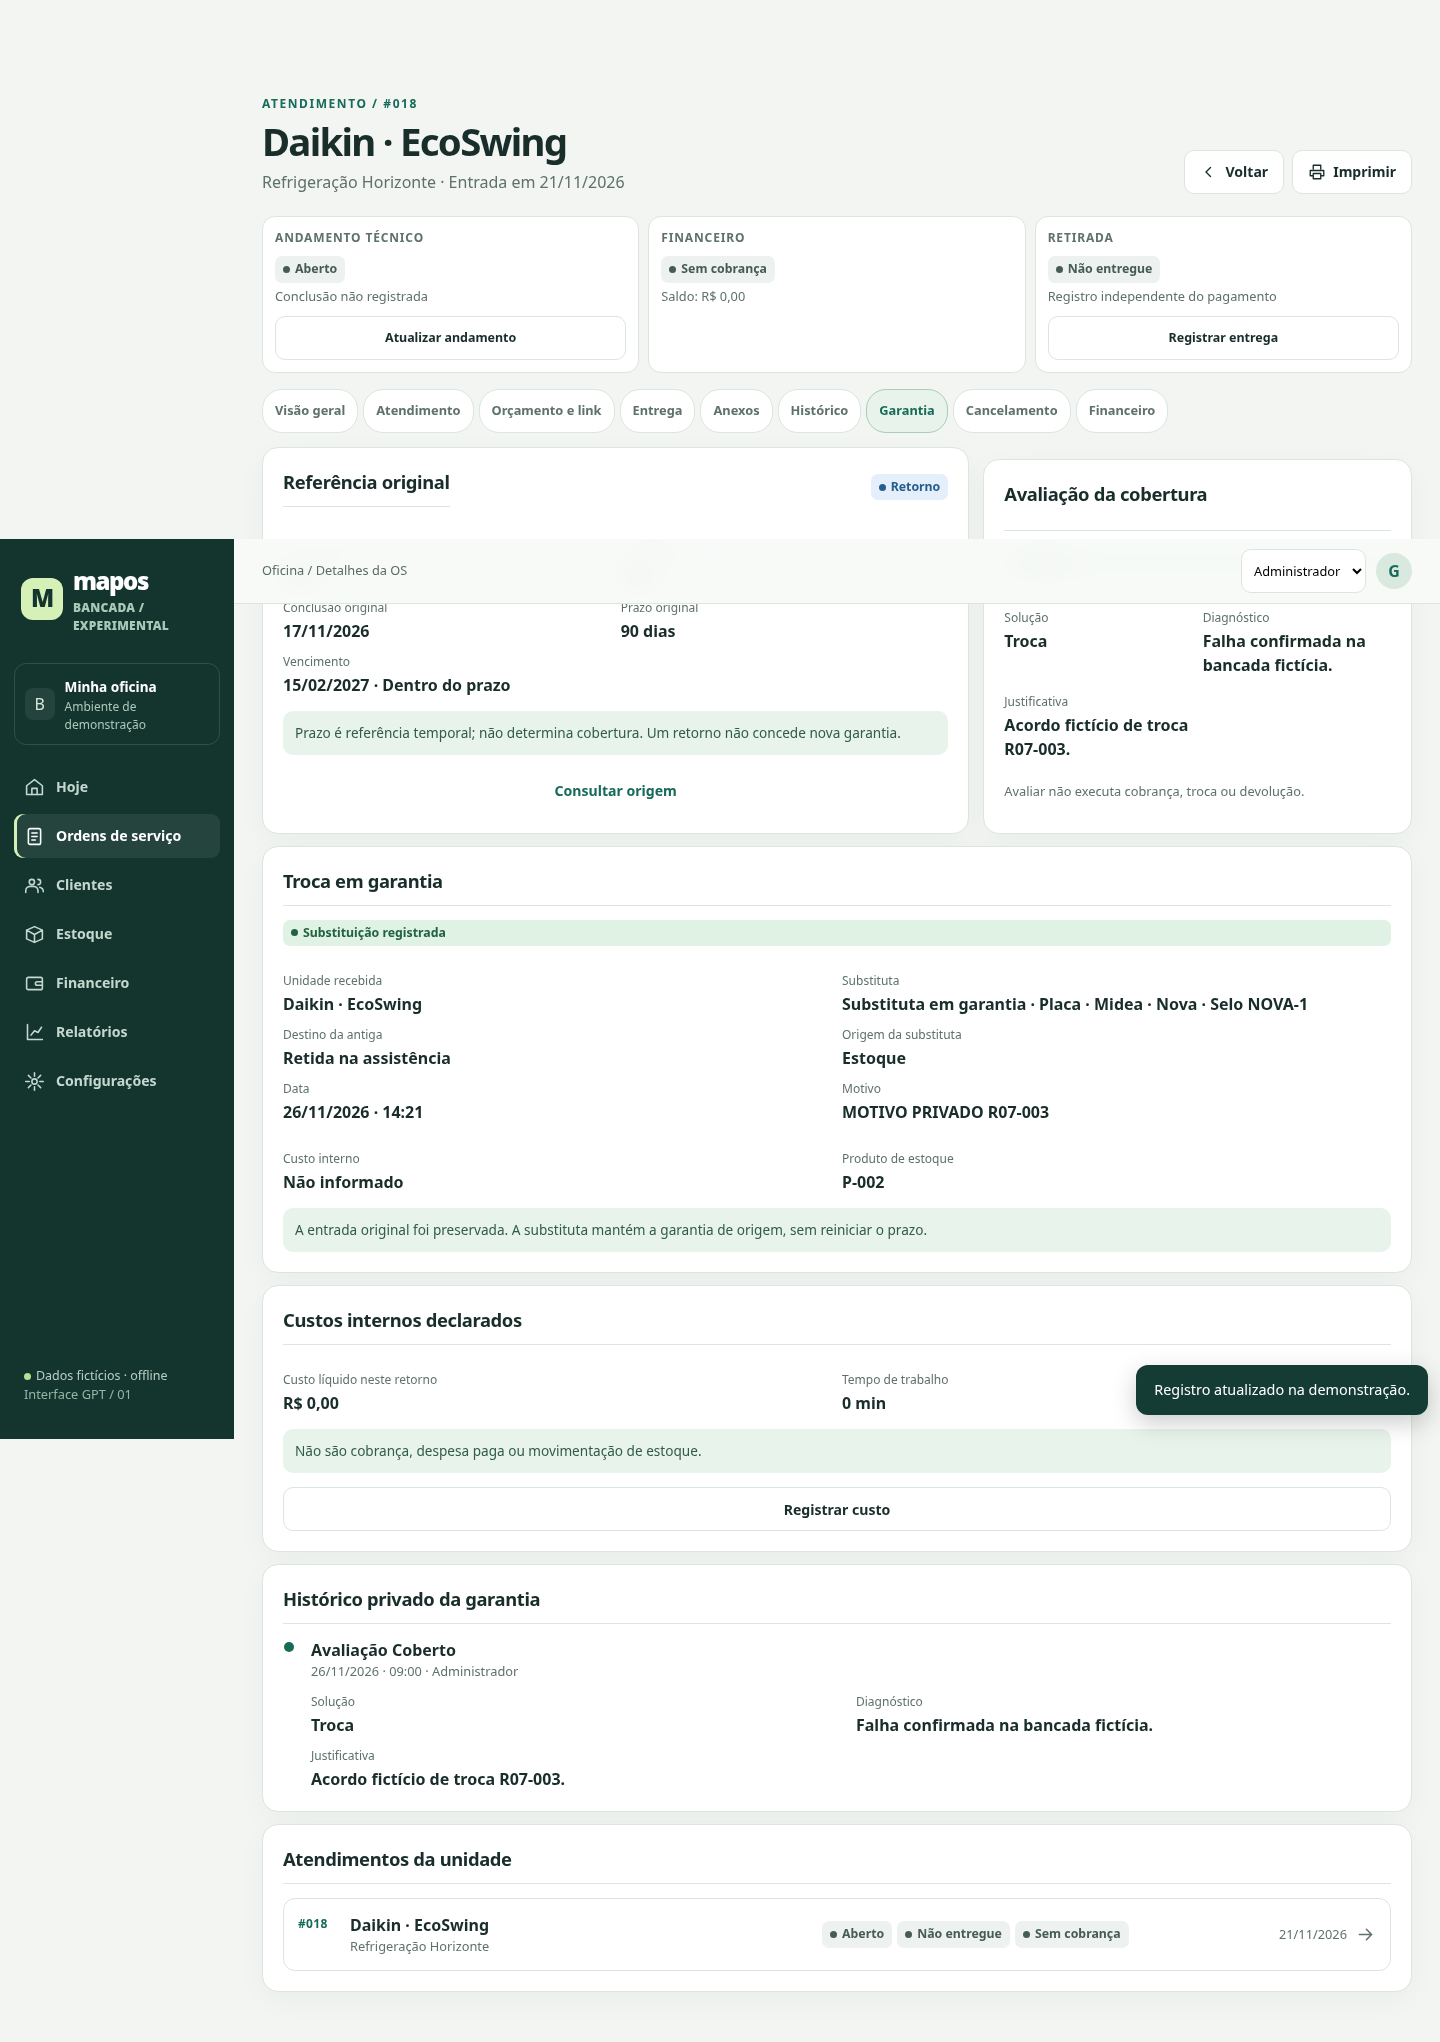 ATENDIMENTO / #018
Daikin · EcoSwing
Refrigeração Horizonte · Entrada em 21/11/2026
Voltar
Imprimir
ANDAMENTO TÉCNICO
Aberto
Conclusão não registrada
Atualizar andamento
FINANCEIRO
Sem cobrança
Saldo: R$ 0,00
RETIRADA
Não entregue
Registro independente do pagamento
Registrar entrega
Visão geral
Atendimento
Orçamento e link
Entrega
Anexos
Histórico
Garantia
Cancelamento
Financeiro
Referência original
Retorno
Avaliação da cobertura
Oficina / Detalhes da OS
Administrador
G
M
mapos
BANCADA /
EXPERIMENTAL
B
Minha oficina
Ambiente de
demonstração
Hoje
Ordens de serviço
Clientes
Estoque
Financeiro
Relatórios
Configurações
Dados fictícios · offline
Interface GPT / 01
Conclusão original
17/11/2026
Prazo original
90 dias
Vencimento
15/02/2027 · Dentro do prazo
Prazo é referência temporal; não determina cobertura. Um retorno não concede nova garantia.
Consultar origem
Solução
Troca
Diagnóstico
Falha confirmada na
bancada fictícia.
Justificativa
Acordo fictício de troca
R07-003.
Avaliar não executa cobrança, troca ou devolução.
Troca em garantia
Substituição registrada
Unidade recebida
Daikin · EcoSwing
Substituta
Substituta em garantia · Placa · Midea · Nova · Selo NOVA-1
Destino da antiga
Retida na assistência
Origem da substituta
Estoque
Data
26/11/2026 · 14:21
Motivo
MOTIVO PRIVADO R07-003
Custo interno
Não informado
Produto de estoque
P-002
A entrada original foi preservada. A substituta mantém a garantia de origem, sem reiniciar o prazo.
Custos internos declarados
Custo líquido neste retorno
R$ 0,00
Tempo de trabalho
0 min
Registro atualizado na demonstração.
Não são cobrança, despesa paga ou movimentação de estoque.
Registrar custo
Histórico privado da garantia
Avaliação Coberto
26/11/2026 · 09:00 · Administrador
Solução
Troca
Diagnóstico
Falha confirmada na bancada fictícia.
Justificativa
Acordo fictício de troca R07-003.
Atendimentos da unidade
#018
Daikin · EcoSwing
Refrigeração Horizonte
Aberto
Não entregue
Sem cobrança
21/11/2026